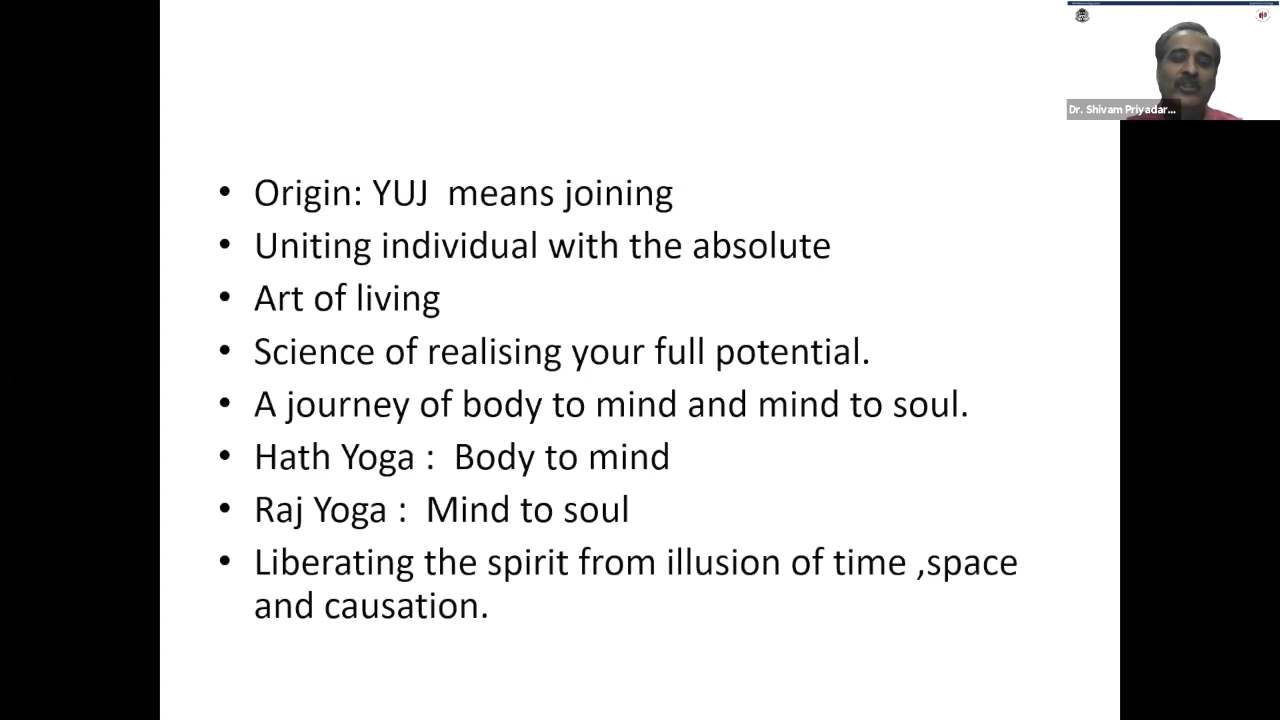 Dr. Shivam Priyadar...
• Origin: YUJ means joining
• Uniting individual with the absolute
• Art of living
• Science of realising your full potential.
• A journey of body to mind and mind to soul.
• Hath Yoga : Body to mind
• Raj Yoga : Mind to soul
• Liberating the spirit from illusion of time ,space
and causation.